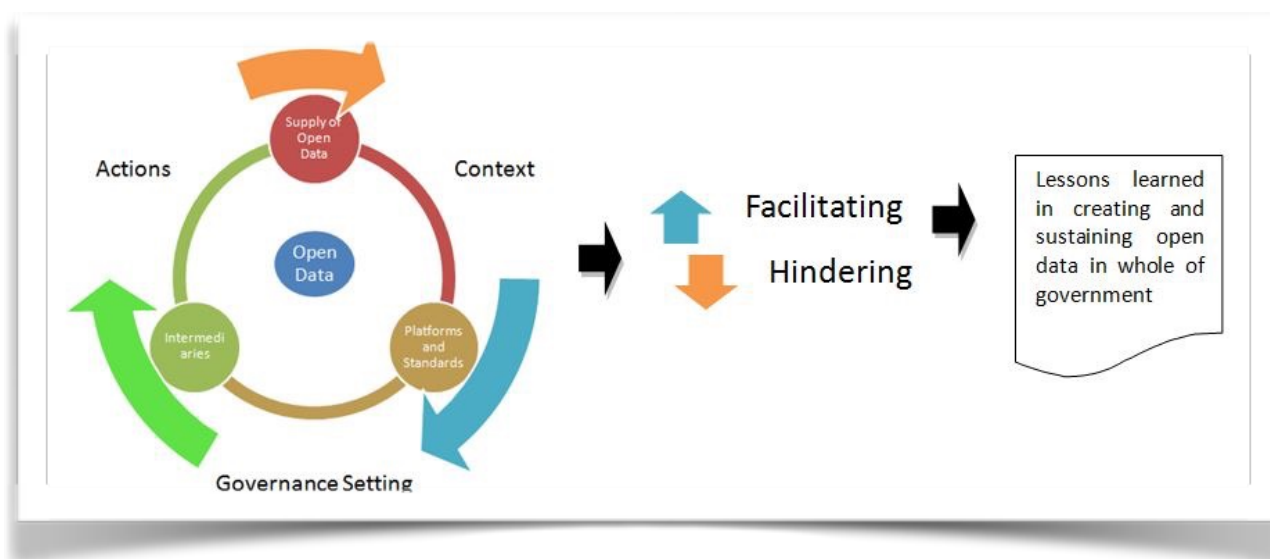 Supply of
Open
Data
Actions
Context
Open
Data
Intermedi
aries
Platforms
and
Standards
Governance Setting
Facilitating
Hindering
Lessons learned
in creating and
sustaining open
data in whole of
government